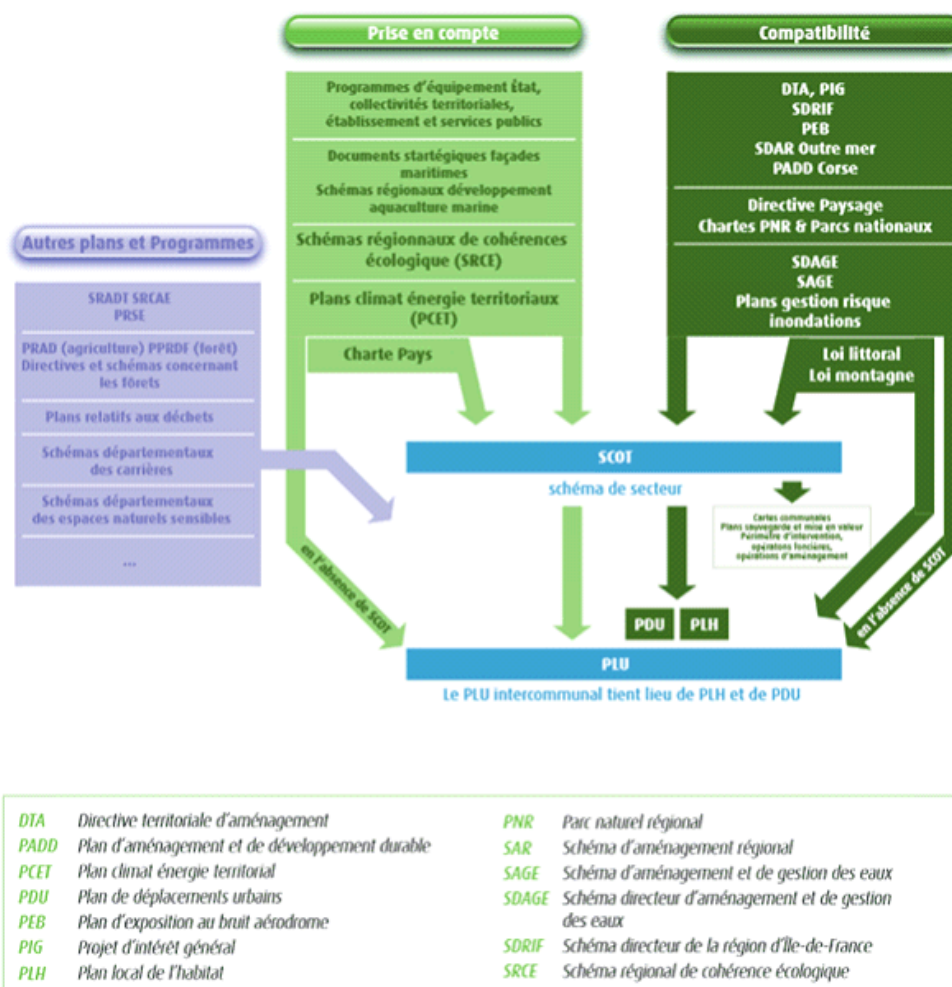 Prise en compte
Programmes d'équipement État,
collectivités territoriales,
établissement et services publics
Documents startégiques façades
maritimes
Schémas régionaux développement
aquaculture marine
Schémas régionnaux de cohérences
écologique (SRCE)
Plans climat énergie territoriaux
(PCET)
Charte Pays
Compatibilité
DTA, PIG
SDRIF
PEB
SDAR Outre mer
PADD Corse
Directive Paysage
Chartes PNR & Parcs nationaux
SDAGE
SAGE
Plans gestion risque
inondations
Loi littoral
Loi montagne
Autres plans et Programmes
SRADT SRCAE
PRSE
PRAD (agriculture) PPRDF (forêt)
Directives et schémas concernant
les fôrets
Plans relatifs aux déchets
Schémas départementaux
des carrières
Schémas départementaux
des espaces naturels sensibles
...
SCOT
schéma de secteur
Cartes communales
Plans sauvegarde et mise en valeur
Périmètre d'intervention,
opératons foncières,
opérations d'aménagement
en l'absence de SCOT
en l'absence de SCOT
PDU
PLH
PLU
Le PLU intercommunal tient lieu de PLH et de PDU
DTA Directive territoriale d'aménagement
PADD Plan d'aménagement et de développement durable
PCET Plan climat énergie territorial
PDU Plan de déplacements urbains
PEB Plan d'exposition au bruit aérodrome
PIG Projet d'intérêt général
PLH Plan local de l'habitat
PNR Parc naturel régional
SAR Schéma d'aménagement régional
SAGE Schéma d'aménagement et de gestion des eaux
SDAGE Schéma directeur d'aménagement et de gestion
des eaux
SDRIF Schéma directeur de la région d'Île-de-France
SRCE Schéma régional de cohérence écologique